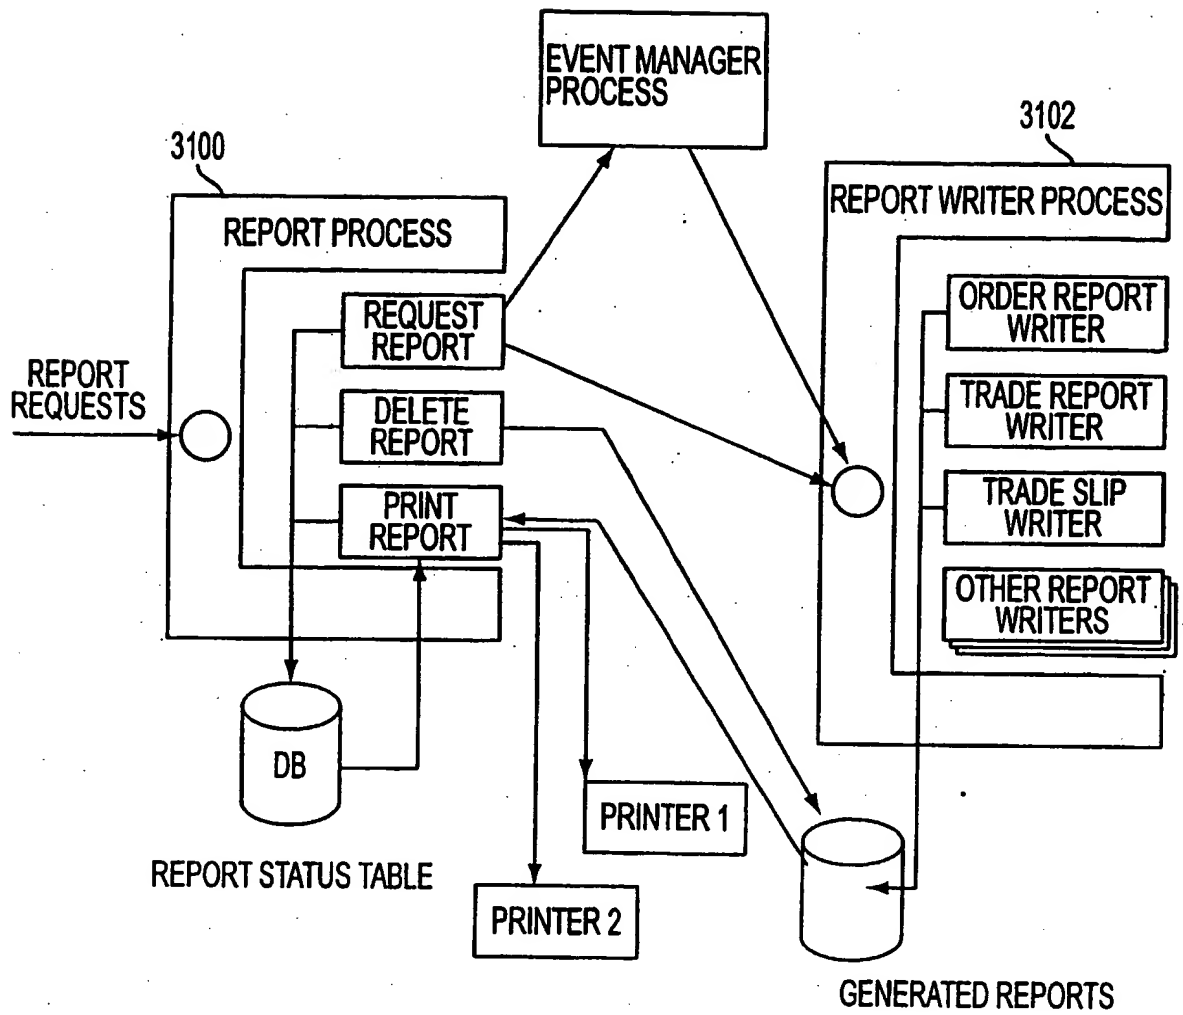 EVENT MANAGER
PROCESS
3100
3102
REPORT PROCESS
REPORT WRITER PROCESS
REQUEST
REPORT
ORDER REPORT
WRITER
REPORT
REQUESTS
DELETE
REPORT
TRADE REPORT
WRITER
PRINT
REPORT
TRADE SLIP
WRITER
OTHER REPORT
WRITERS
DB
PRINTER 1
REPORT STATUS TABLE
PRINTER 2
GENERATED REPORTS